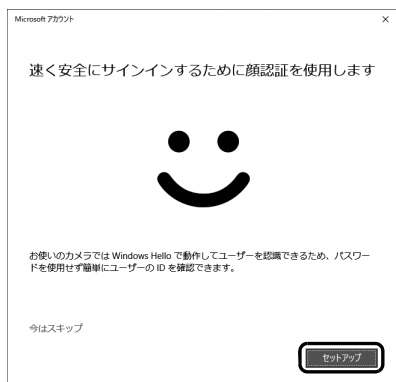 Microsoft アカウント
速く安全にサインインするために顔認証を使用します
お使いのカメラでは Windows Hello で動作してユーザーを認識できるため、パスワー
ドを使用せず簡単にユーザーの ID を確認できます。
今はスキップ
セットアップ